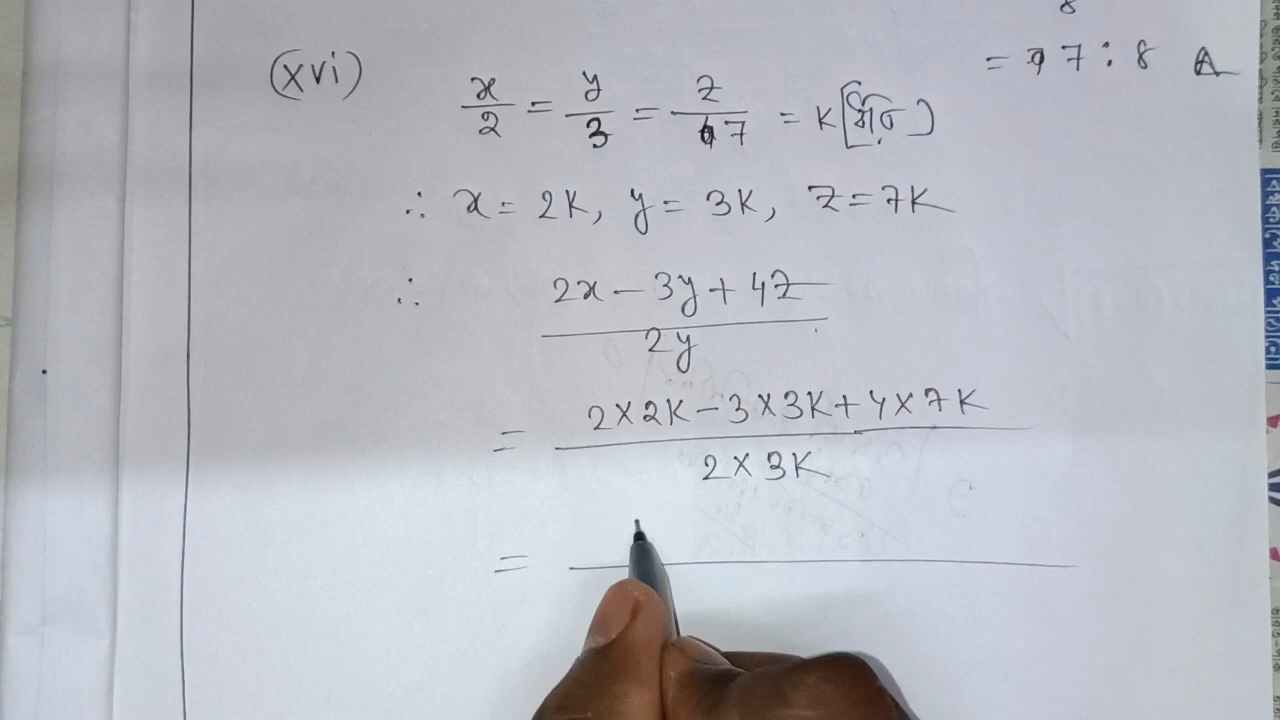 8
= 7 : 8
(xvi)
x/2 = y/3 = z/7 = K [ধরি]
∴ x = 2K, y = 3K, z = 7K
∴ (2x − 3y + 4z)/2y
= (2×2K − 3×3K + 4×7K)/(2×3K)
=